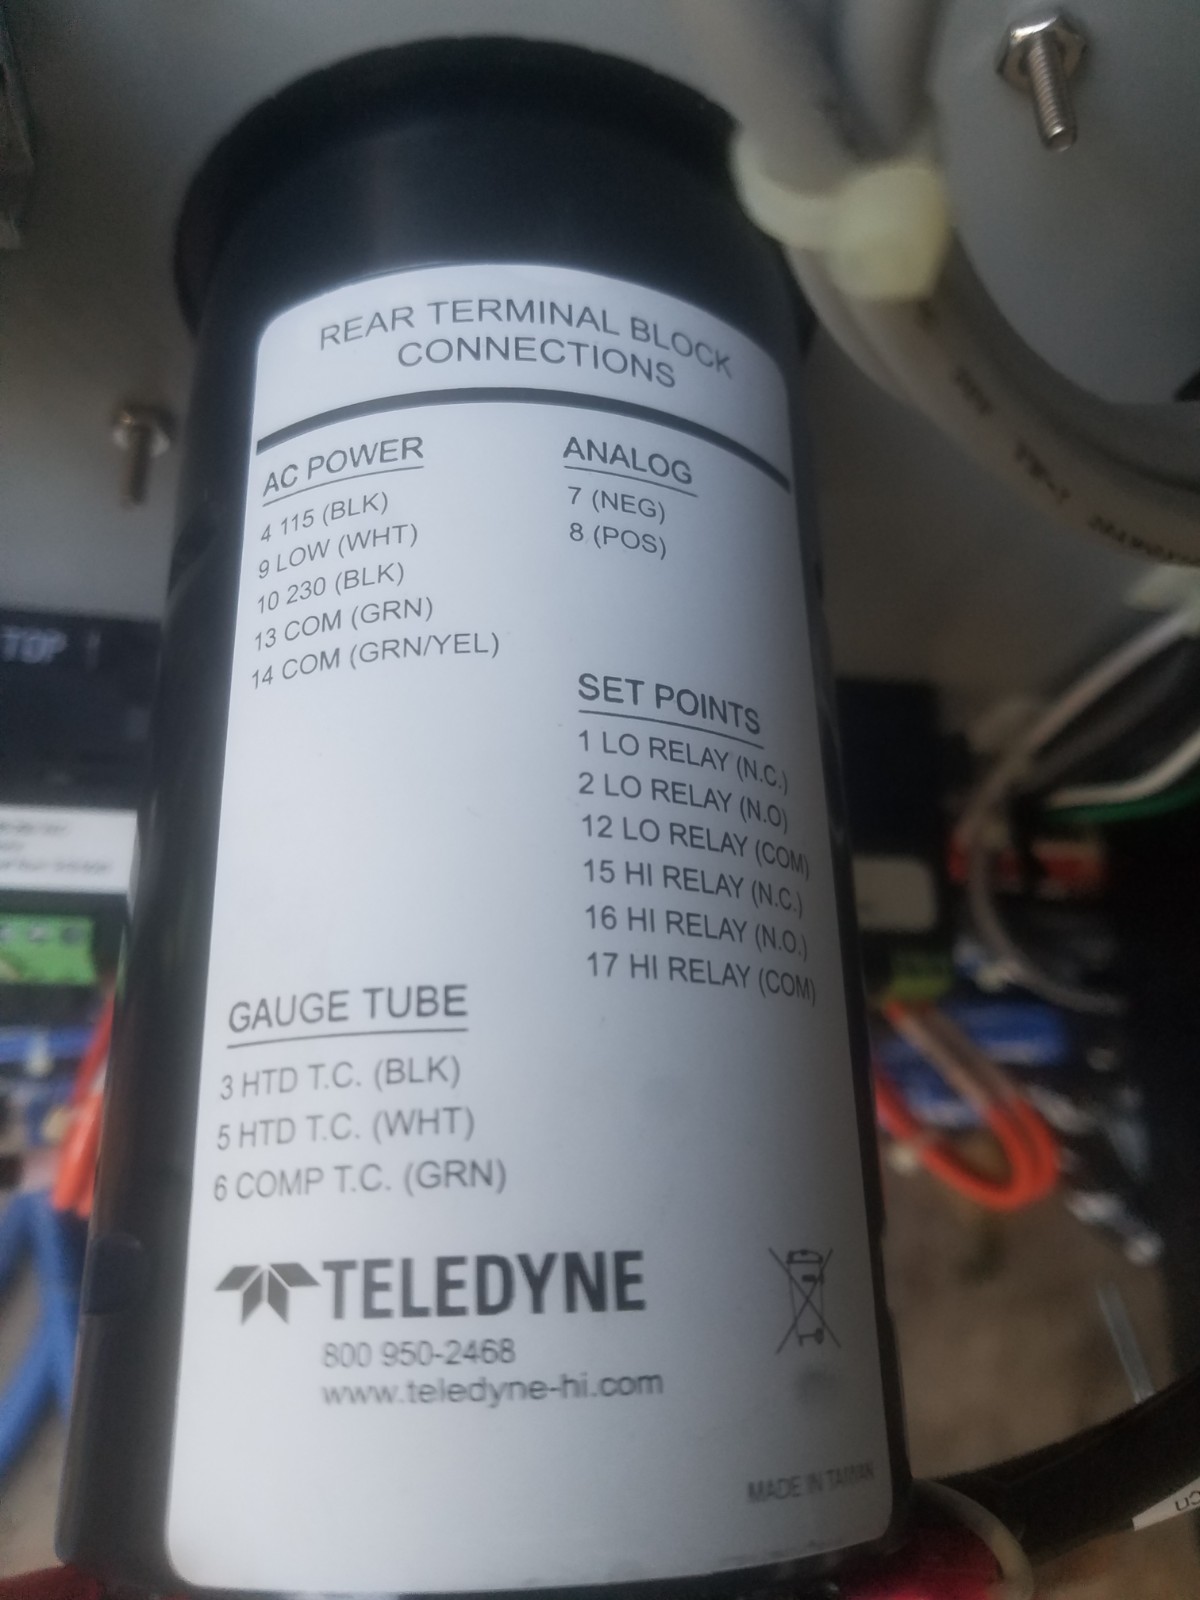 REAR TERMINAL BLOCK
CONNECTIONS
AC POWER
4 115 (BLK)
9 LOW (WHT)
10 230 (BLK)
13 COM (GRN)
14 COM (GRN/YEL)
ANALOG
7 (NEG)
8 (POS)
SET POINTS
1 LO RELAY (N.C.)
2 LO RELAY (N.O)
12 LO RELAY (COM)
15 HI RELAY (N.C.)
16 HI RELAY (N.O.)
17 HI RELAY (COM)
GAUGE TUBE
3 HTD T.C. (BLK)
5 HTD T.C. (WHT)
6 COMP T.C. (GRN)
TELEDYNE
800 950-2468
www.teledyne-hi.com
MADE IN TAIWAN
TOP